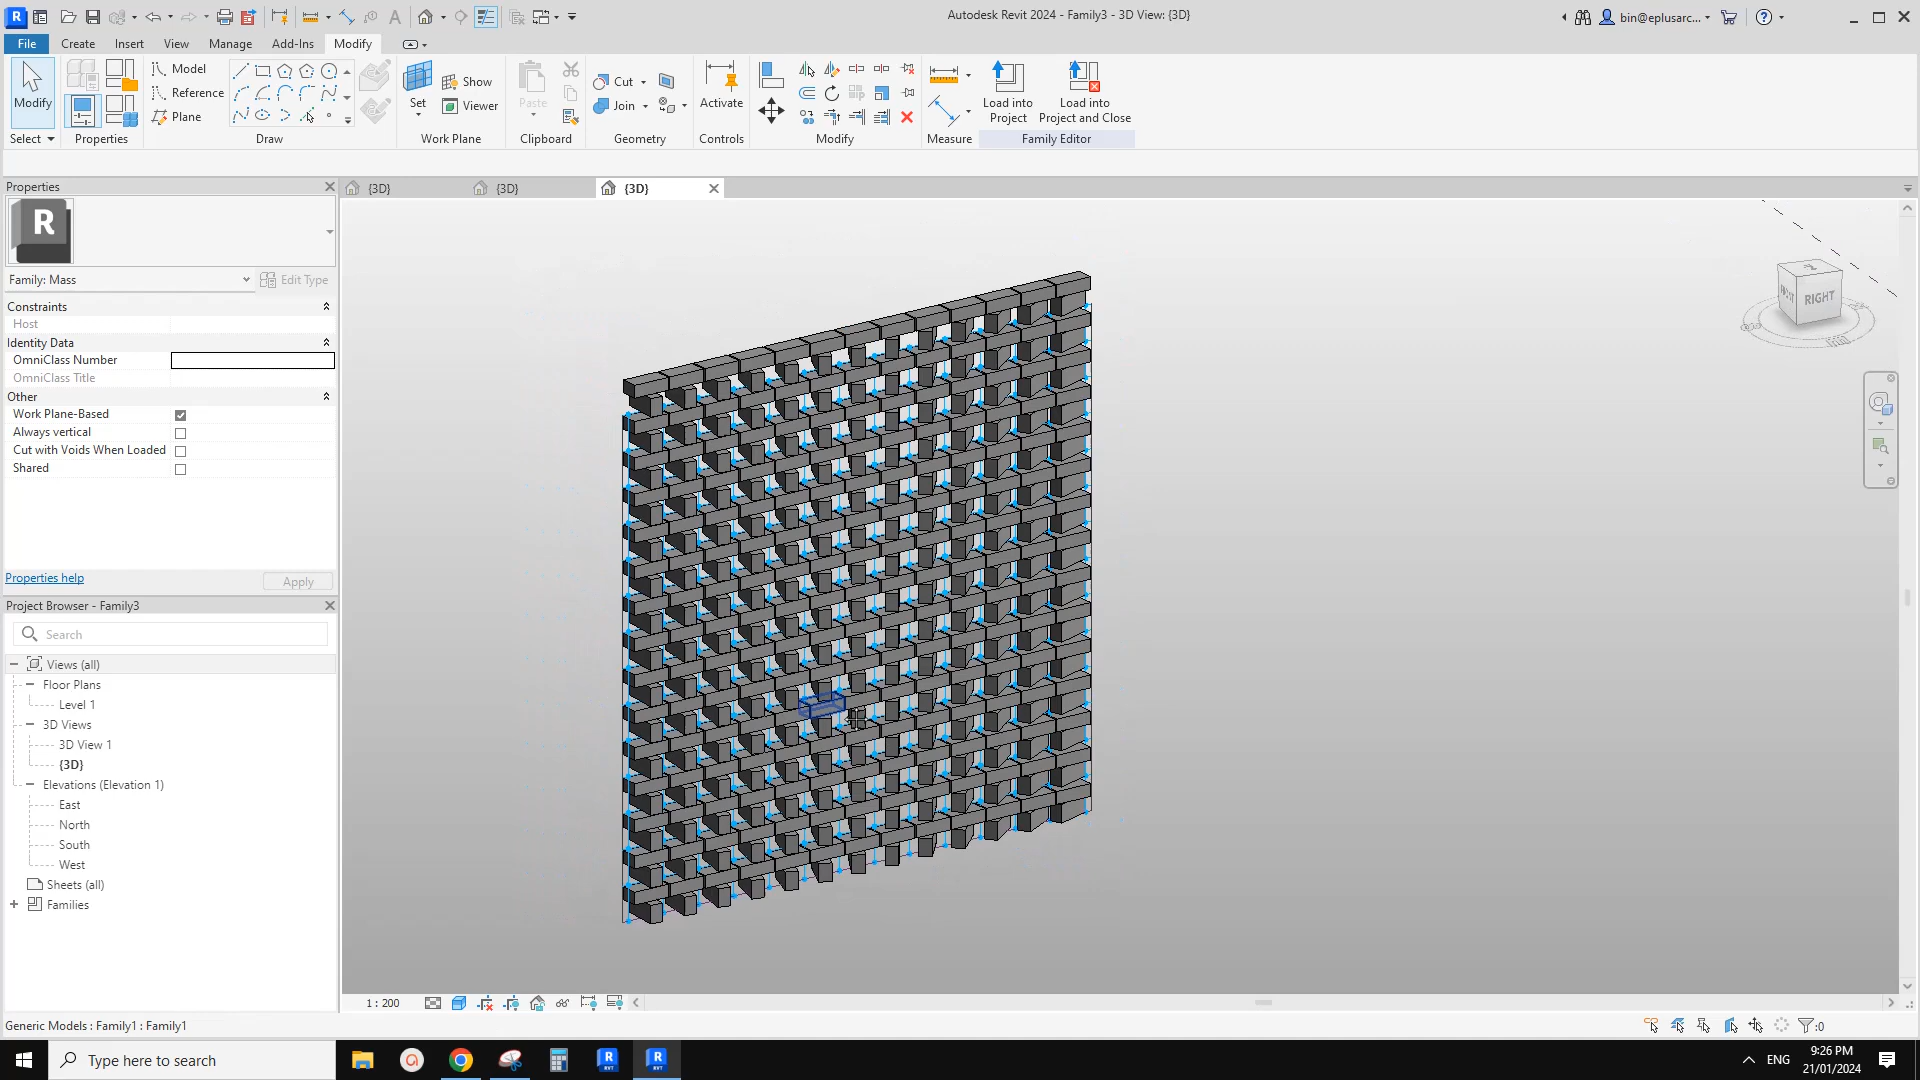 Autodesk Revit 2024 - Family3 - 3D View: {3D}
bin@eplusarc...
File
Create
Insert
View
Manage
Add-Ins
Modify
Modify
Select
Properties
Model
Reference
Plane
Draw
Set
Show
Viewer
Work Plane
Paste
Clipboard
Cut
Join
Geometry
Activate
Controls
Modify
Measure
Load into
Project
Load into
Project and Close
Family Editor
Properties
{3D}
{3D}
{3D}
R
Family: Mass
Edit Type
Constraints
Host
Identity Data
OmniClass Number
OmniClass Title
Other
Work Plane-Based
Always vertical
Cut with Voids When Loaded
Shared
Properties help
Apply
Project Browser - Family3
Search
Views (all)
Floor Plans
Level 1
3D Views
3D View 1
{3D}
Elevations (Elevation 1)
East
North
South
West
Sheets (all)
Families
RIGHT
1 : 200
Generic Models : Family1 : Family1
:0
Type here to search
ENG
9:26 PM
21/01/2024